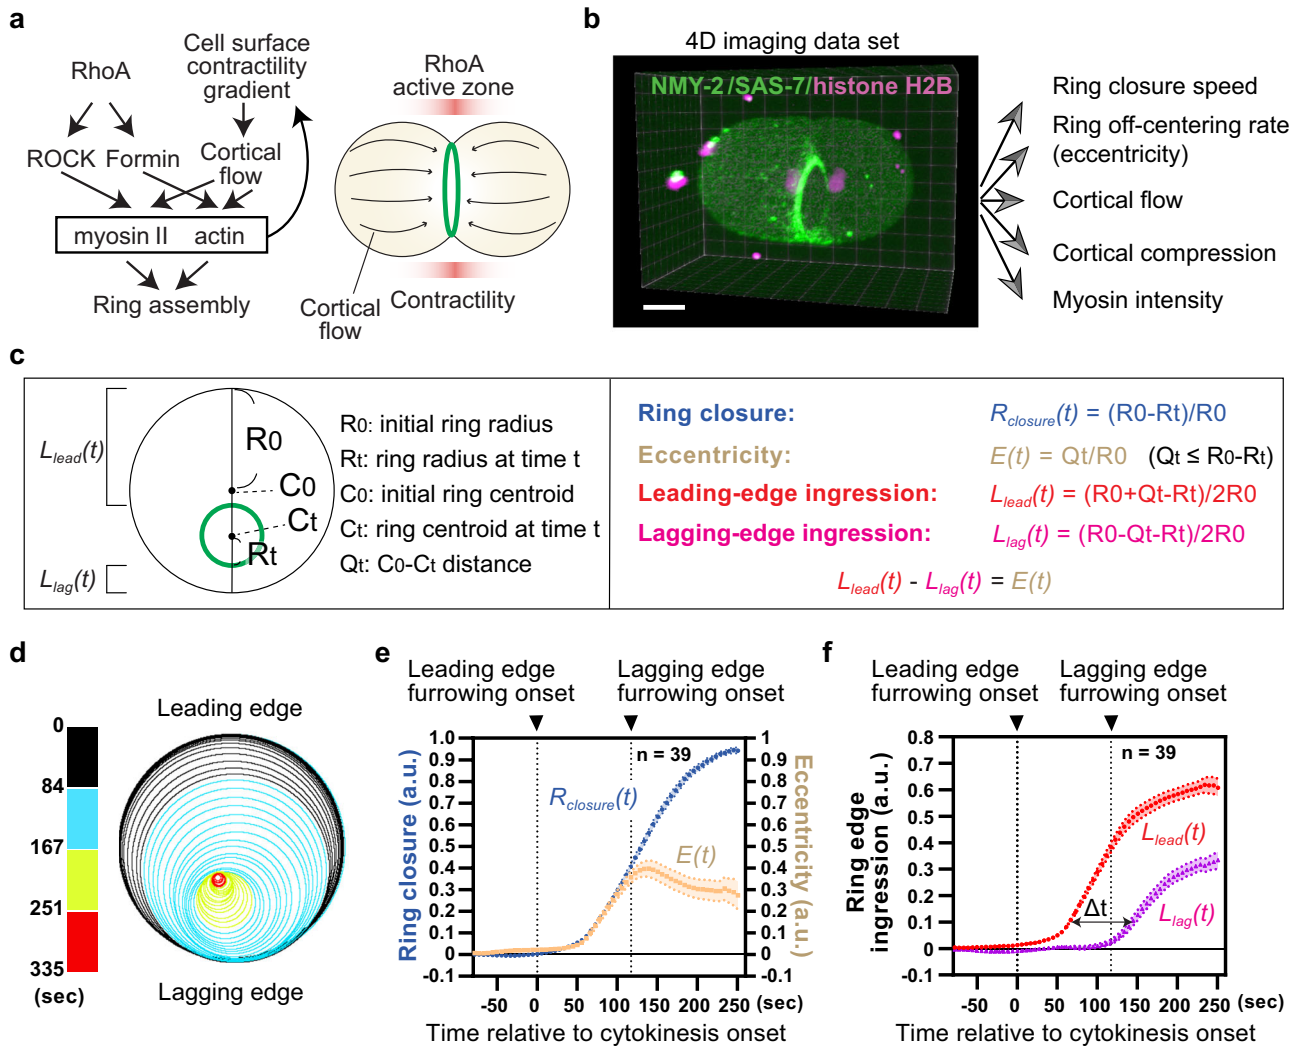 a
RhoA
Cell surface
contractility
gradient
ROCK Formin
Cortical
flow
myosin II actin
Ring assembly
RhoA
active zone
Cortical
flow
Contractility
b
4D imaging data set
NMY-2/SAS-7/histone H2B
Ring closure speed
Ring off-centering rate
(eccentricity)
Cortical flow
Cortical compression
Myosin intensity
c
Llead(t)
Llag(t)
R0
C0
Ct
Rt
R0: initial ring radius
Rt: ring radius at time t
C0: initial ring centroid
Ct: ring centroid at time t
Qt: C0-Ct distance
Ring closure: Rclosure(t) = (R0-Rt)/R0
Eccentricity: E(t) = Qt/R0 (Qt ≤ R0-Rt)
Leading-edge ingression: Llead(t) = (R0+Qt-Rt)/2R0
Lagging-edge ingression: Llag(t) = (R0-Qt-Rt)/2R0
Llead(t) - Llag(t) = E(t)
d
0
84
167
251
335
(sec)
Leading edge
Lagging edge
e
Leading edge
furrowing onset
Lagging edge
furrowing onset
n = 39
Ring closure (a.u.)
1.0
0.9
0.8
0.7
0.6
0.5
0.4
0.3
0.2
0.1
0
-0.1
Rclosure(t)
E(t)
1
0.9
0.8
0.7
0.6
0.5
0.4
0.3
0.2
0.1
0
-0.1
Eccentricity (a.u.)
-50 0 50 100 150 200 250 (sec)
Time relative to cytokinesis onset
f
Leading edge
furrowing onset
Lagging edge
furrowing onset
n = 39
Ring edge
ingression (a.u.)
0.8
0.7
0.6
0.5
0.4
0.3
0.2
0.1
0
-0.1
Llead(t)
Δt
Llag(t)
-50 0 50 100 150 200 250 (sec)
Time relative to cytokinesis onset